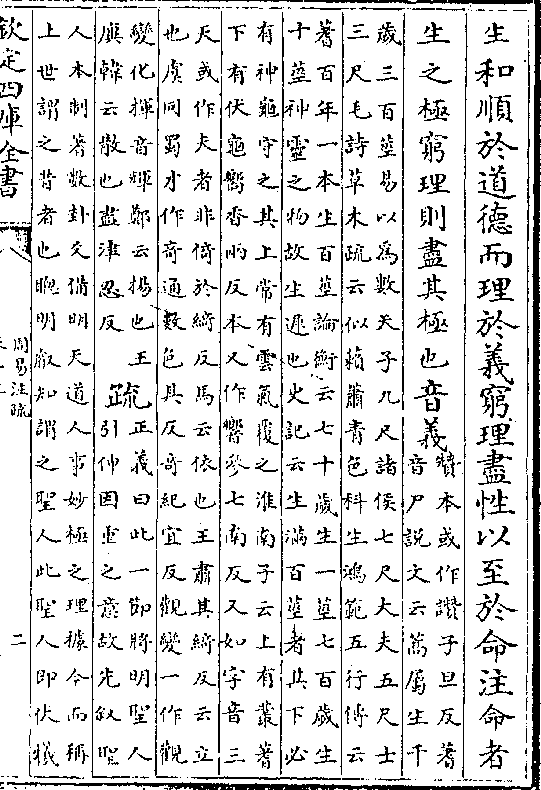 生和順於道德而理於義窮理盡性以至於命注命者
生之極窮理則盡其極也音義
贊本或作讚子旦反蓍
音尸説文云蒿屬生千
歲三百莖易以為數天子九尺諸侯七尺大夫五尺士
三尺毛詩草木疏云似藾蕭青色科生鴻範五行傳云
蓍百年一本生百莖論衡云七十歲生一莖七百歲生
十莖神靈之物故生遲也史記云生滿百莖者其下必
有神龜守之其上常有雲氣覆之淮南子云上有叢蓍
下有伏龜嚮香兩反本又作響參七南反又如字音三
天或作夫者非倚於綺反馬云依也王肅其綺反云立
也虞同蜀才作奇通數色具反奇紀宜反觀變一作觀
變化揮音輝鄭云揚也王
廙韓云散也盡津忍反
疏
正義曰此一節將明聖人
引伸因重之意故先叙聖
人本制蓍數卦爻備明天道人事妙極之理據今而稱
上世謂之昔者也聰明叡知謂之聖人此聖人即伏犧
欽定四庫全書
周易注疏
二